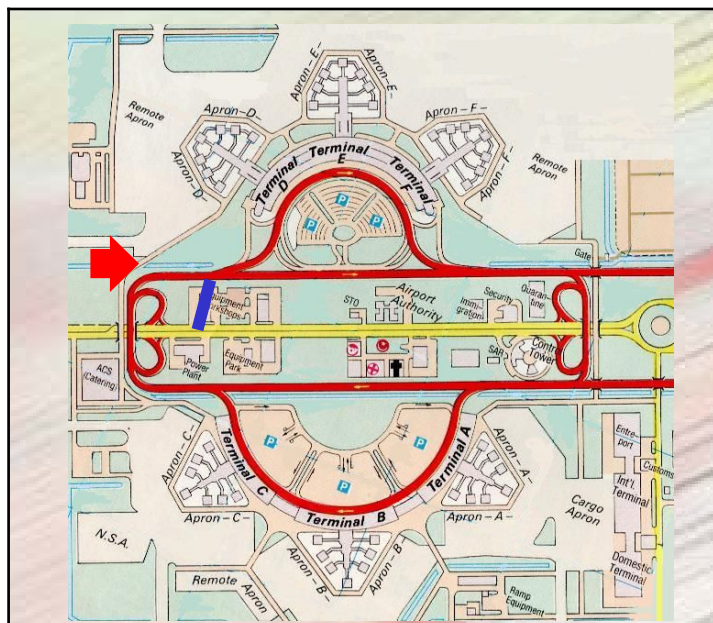 Apron-E-
Apron-E-
Apron-D-
Apron-F-
Remote
Apron
Terminal
E
Terminal
D
Terminal
F
Apron-D-
Apron-F-
Remote
Apron
P
P
P
Gate
Equipment
Workshops
STO
Airport
Authority
Immi-
gration
Security
Quaran-
tine
ACS
(Catering)
Power
Plant
Equipment
Park
SAR
Control
Tower
Apron-C-
Terminal C
P
P
P
Terminal A
Apron-A-
Entre-
port
Customs
P
Terminal B
Apron-C-
Apron-A-
Int'l.
Terminal
Cargo
Apron
N.S.A.
Apron-B-
Apron-B-
Domestic
Terminal
Remote
Apron
Ramp
Equipment